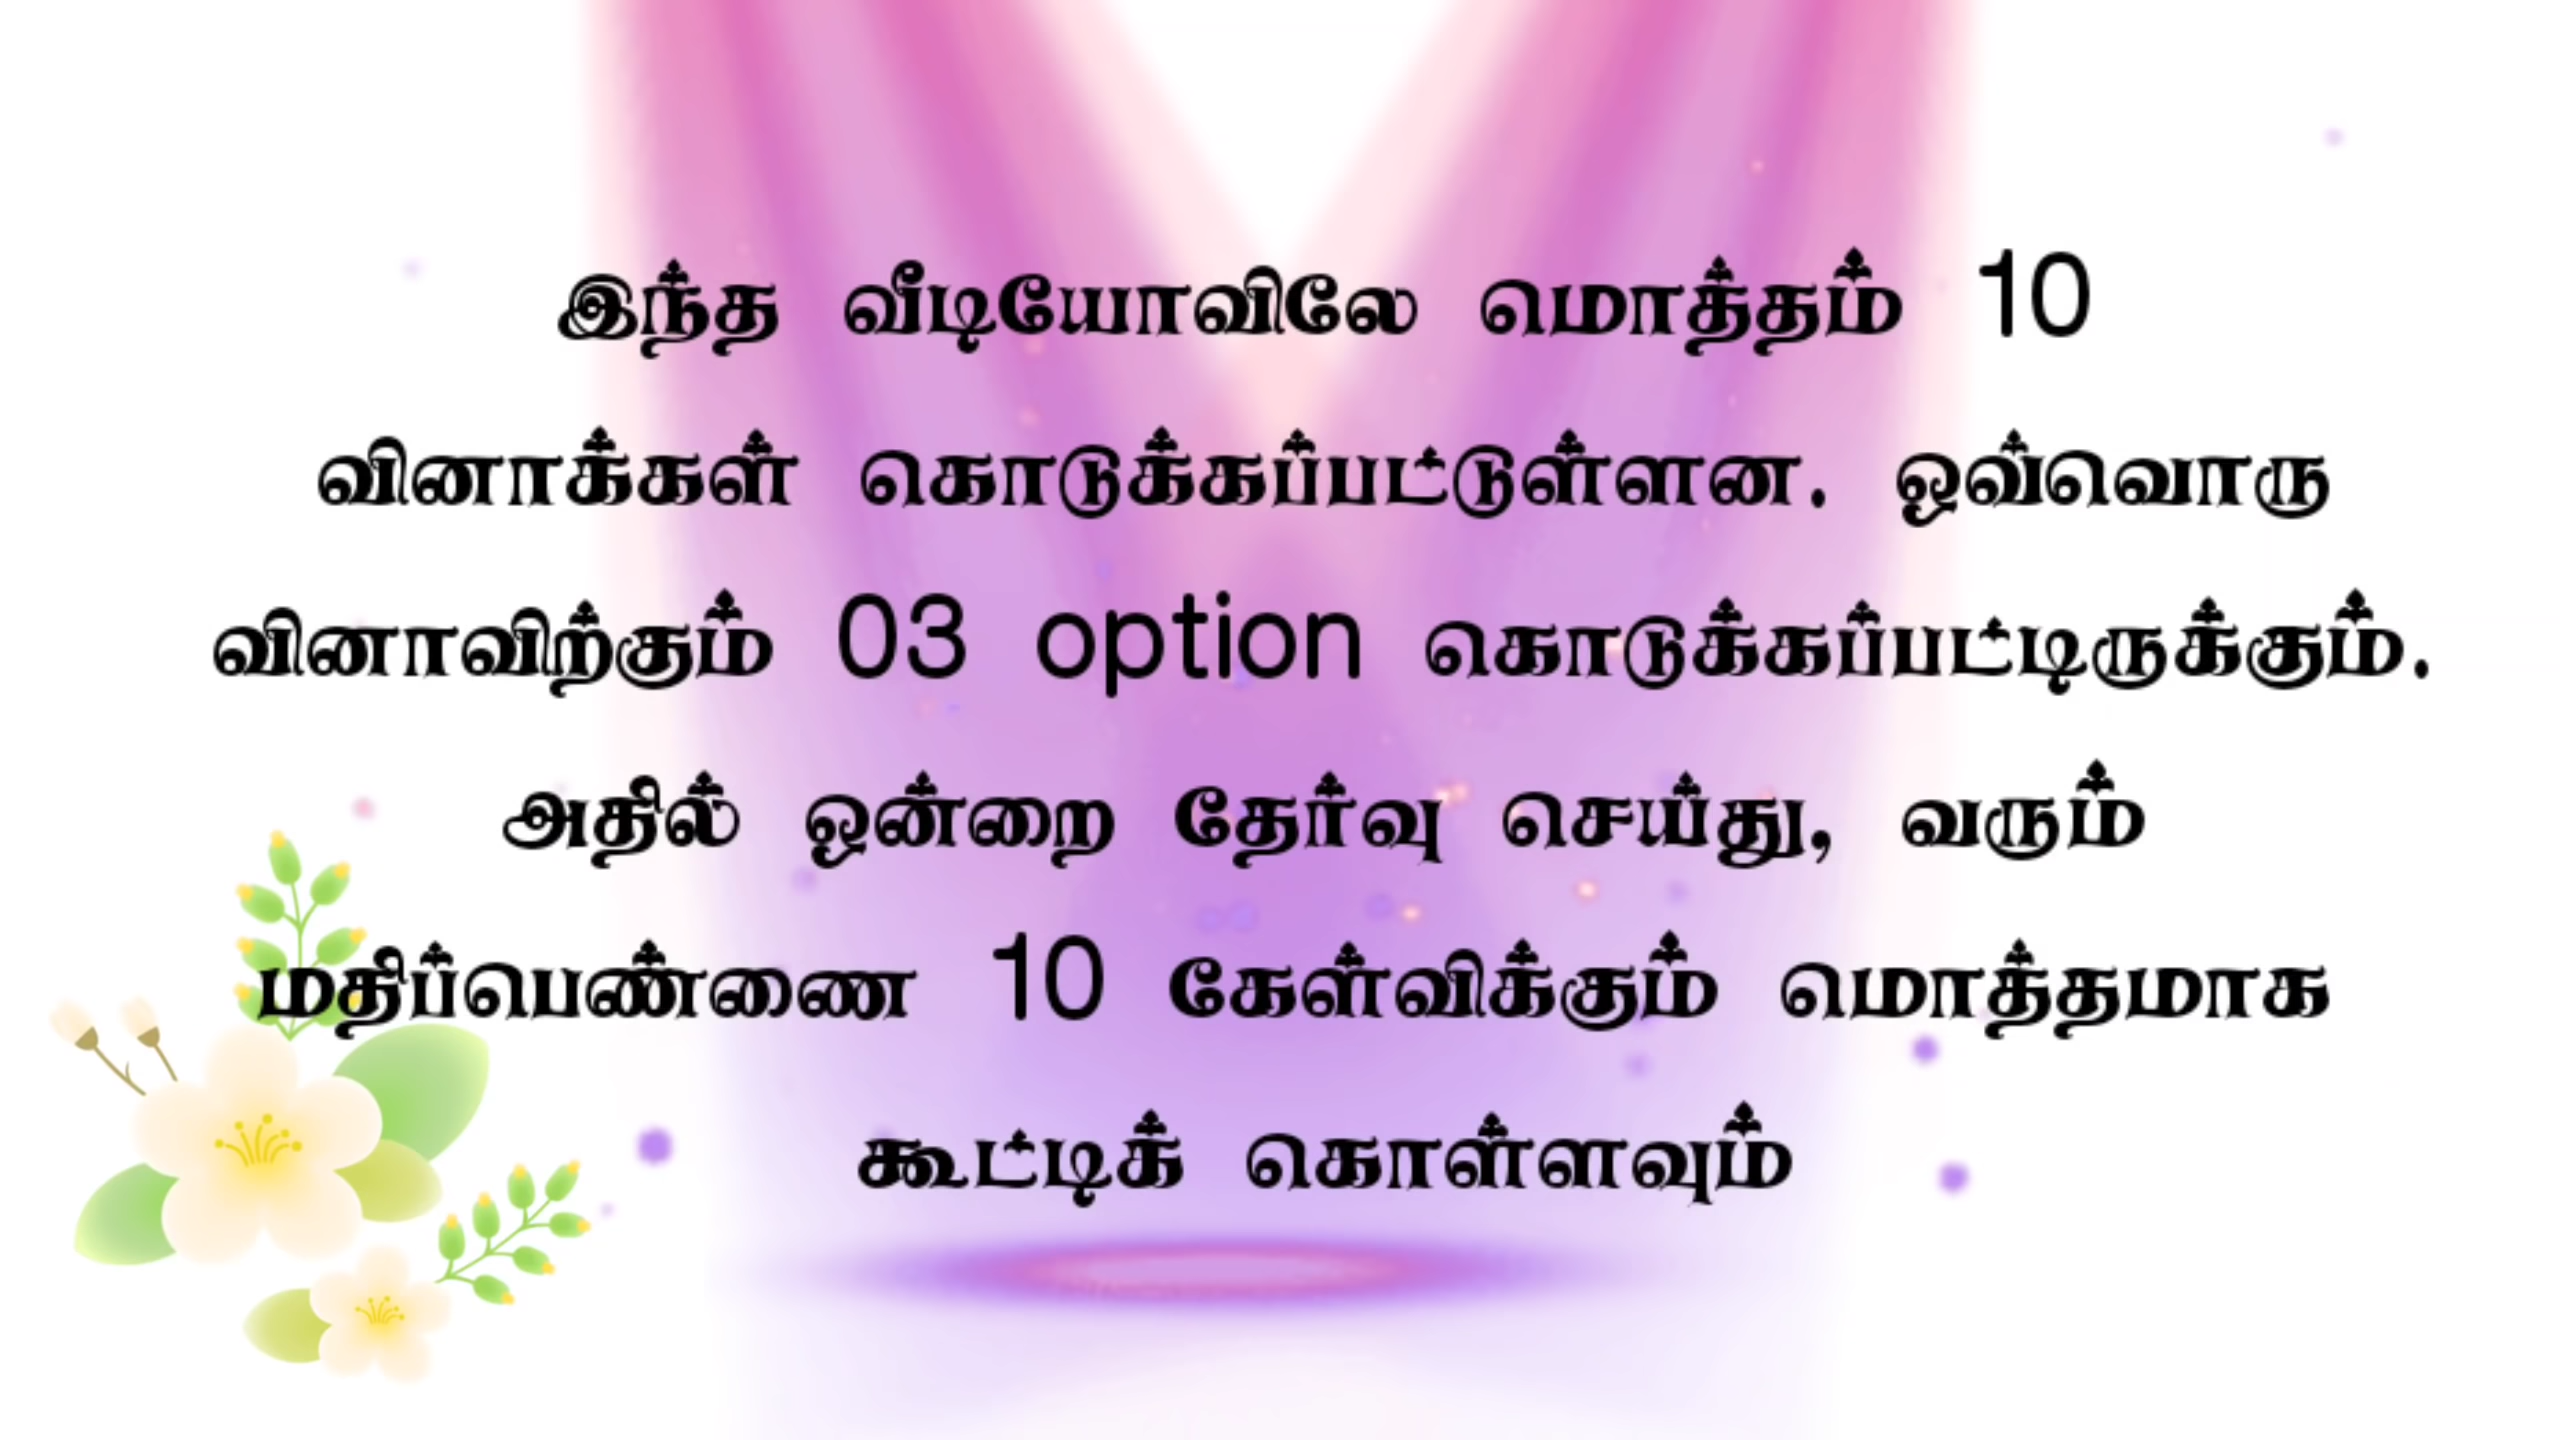 இந்த வீடியோவிலே மொத்தம் 10
வினாக்கள் கொடுக்கப்பட்டுள்ளன. ஒவ்வொரு
வினாவிற்கும் 03 option கொடுக்கப்பட்டிருக்கும்.
அதில் ஒன்றை தேர்வு செய்து, வரும்
மதிப்பெண்ணை 10 கேள்விக்கும் மொத்தமாக
கூட்டிக் கொள்ளவும்